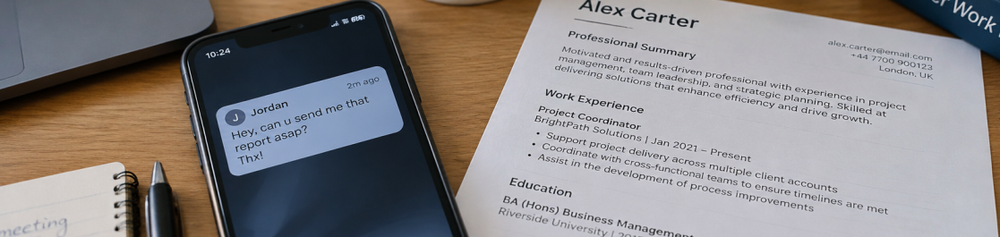 10:24
2m ago
J
Jordan
Hey, can u send me that
report asap?
Thx!
meeting
Alex Carter
alex.carter@email.com
+44 7700 900123
London, UK
Professional Summary
Motivated and results-driven professional with experience in project
management, team leadership, and strategic planning. Skilled at
delivering solutions that enhance efficiency and drive growth.
Work Experience
Project Coordinator
BrightPath Solutions | Jan 2021 – Present
• Support project delivery across multiple client accounts
• Coordinate with cross-functional teams to ensure timelines are met
• Assist in the development of process improvements
Education
BA (Hons) Business Management
Riverside University |
Work